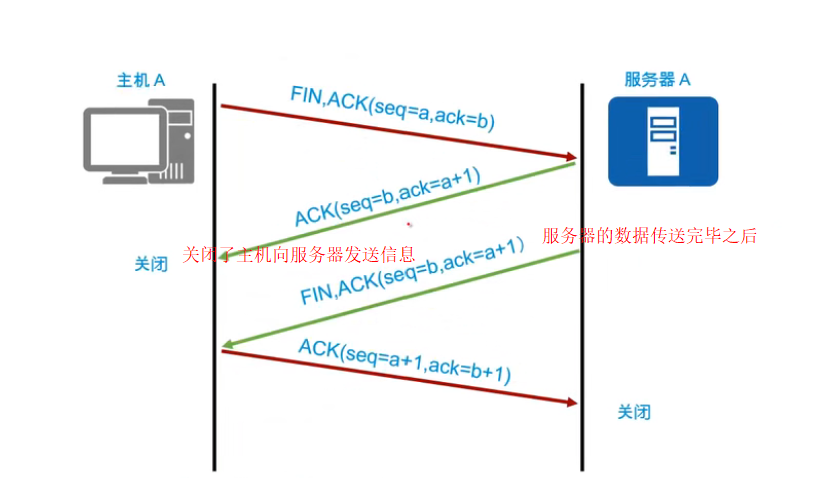 主机 A
服务器 A
FIN,ACK(seq=a,ack=b)
ACK(seq=b,ack=a+1)
服务器的数据传送完毕之后
关闭 关闭了主机向服务器发送信息
FIN,ACK(seq=b,ack=a+1）
ACK(seq=a+1,ack=b+1)
关闭